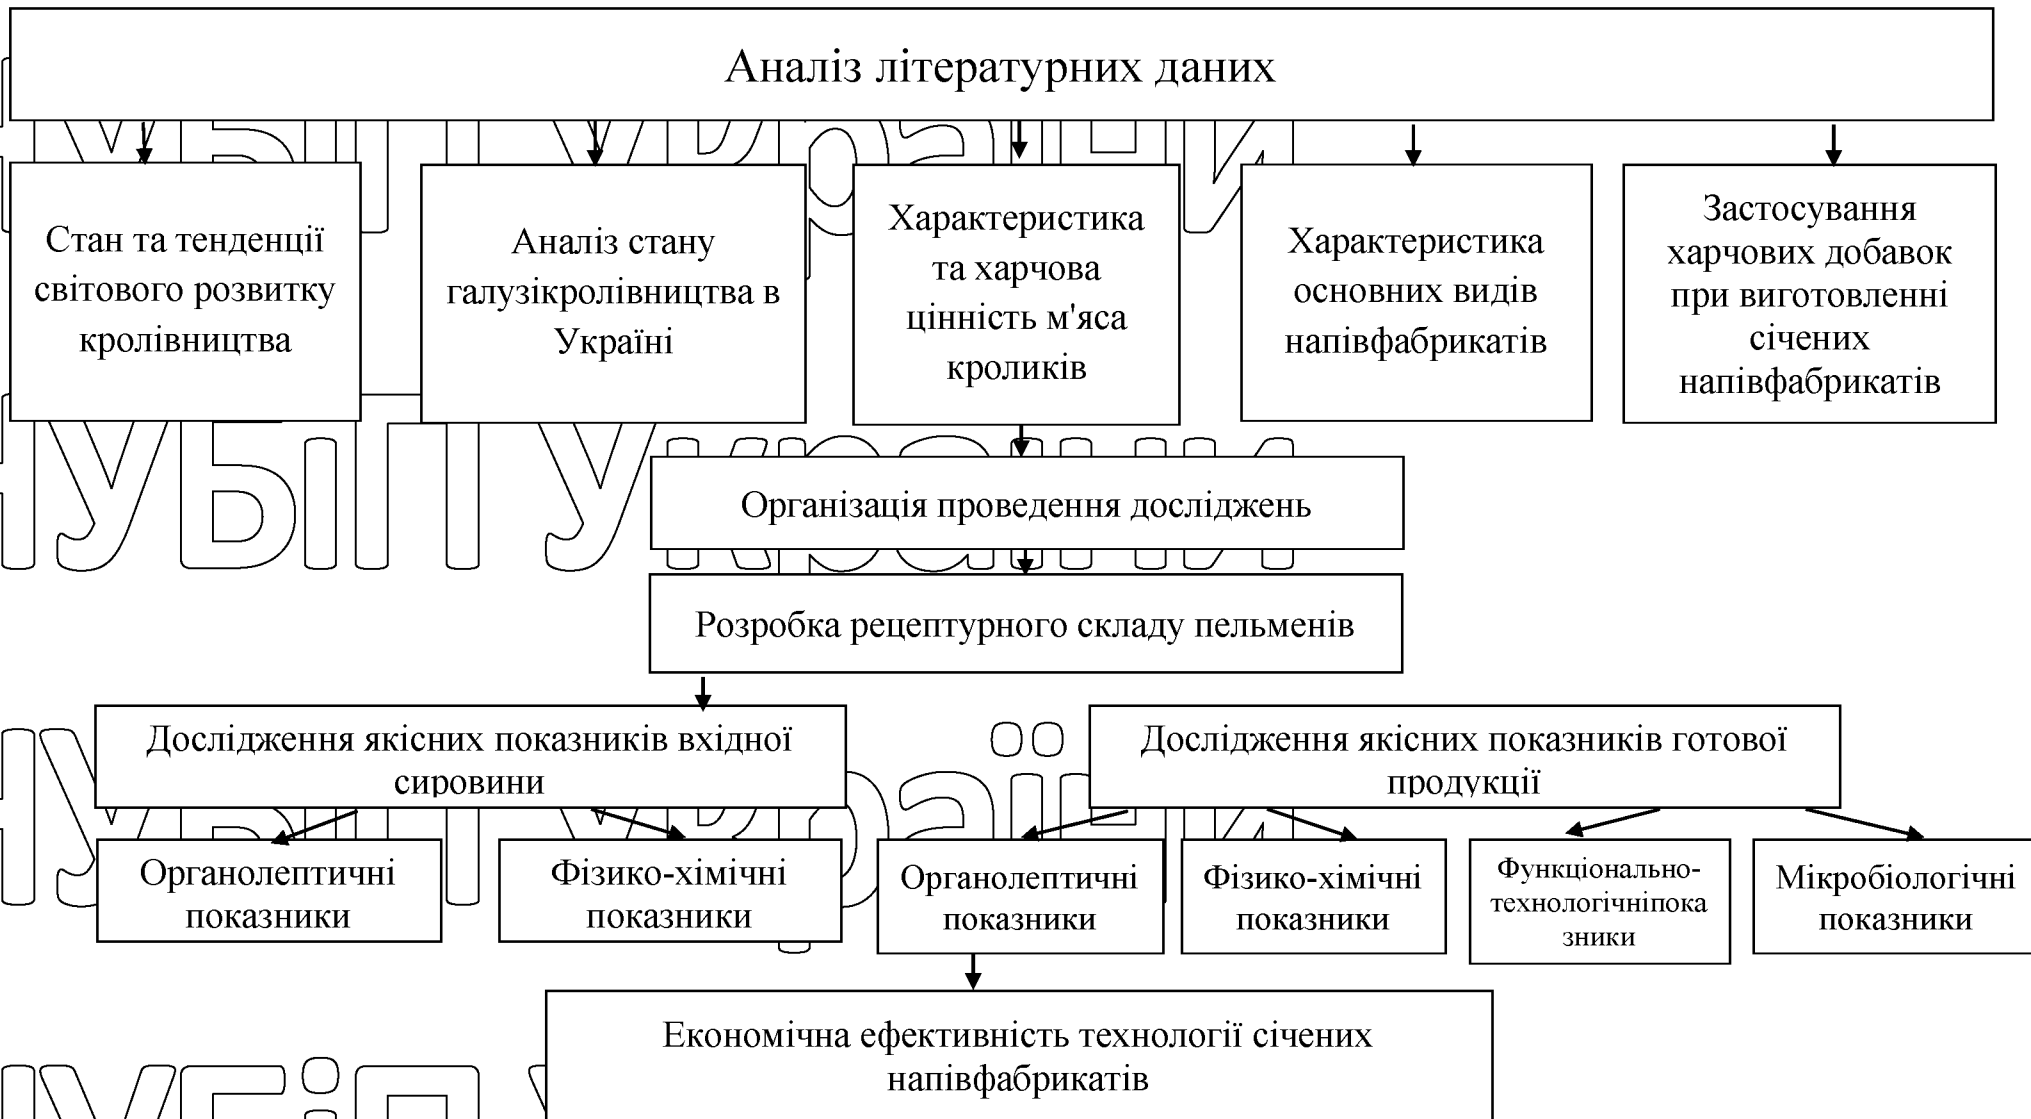 Аналіз літературних даних
Стан та тенденції
світового розвитку
кролівництва
Аналіз стану
галузікролівництва в
Україні
Характеристика
та харчова
цінність м'яса
кроликів
Характеристика
основних видів
напівфабрикатів
Застосування
харчових добавок
при виготовленні
січених
напівфабрикатів
Організація проведення досліджень
Розробка рецептурного складу пельменів
Дослідження якісних показників вхідної
сировини
Дослідження якісних показників готової
продукції
Органолептичні
показники
Фізико-хімічні
показники
Органолептичні
показники
Фізико-хімічні
показники
Функціонально-
технологічніпока
зники
Мікробіологічні
показники
Економічна ефективність технології січених
напівфабрикатів